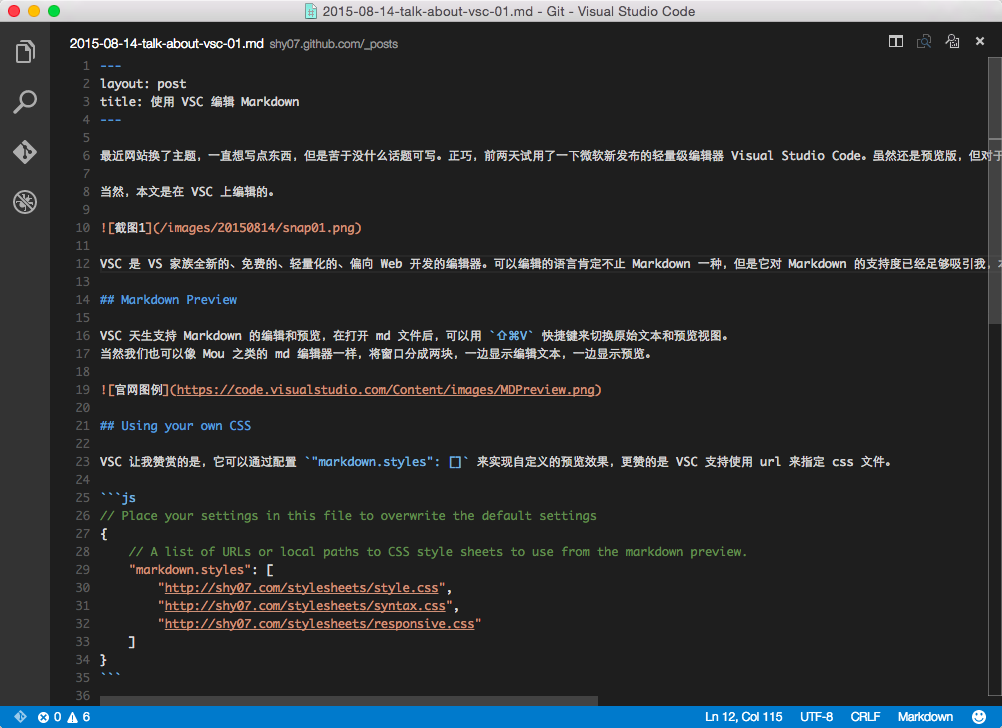 2015-08-14-talk-about-vsc-01.md - Git - Visual Studio Code
2015-08-14-talk-about-vsc-01.md shy07.github.com/_posts
1 ---
2 layout: post
3 title: 使用 VSC 编辑 Markdown
4 ---
5
6 最近网站换了主题，一直想写点东西，但是苦于没什么话题可写。正巧，前两天试用了一下微软新发布的轻量级编辑器 Visual Studio Code。虽然还是预览版，但对于
7
8 当然，本文是在 VSC 上编辑的。
9
10 ![截图1](/images/20150814/snap01.png)
11
12 VSC 是 VS 家族全新的、免费的、轻量化的、偏向 Web 开发的编辑器。可以编辑的语言肯定不止 Markdown 一种，但是它对 Markdown 的支持度已经足够吸引我，
13
14 ## Markdown Preview
15
16 VSC 天生支持 Markdown 的编辑和预览，在打开 md 文件后，可以用 `⇧⌘V` 快捷键来切换原始文本和预览视图。
17 当然我们也可以像 Mou 之类的 md 编辑器一样，将窗口分成两块，一边显示编辑文本，一边显示预览。
18
19 ![官网图例](https://code.visualstudio.com/Content/images/MDPreview.png)
20
21 ## Using your own CSS
22
23 VSC 让我赞赏的是，它可以通过配置 `"markdown.styles": []` 来实现自定义的预览效果，更赞的是 VSC 支持使用 url 来指定 css 文件。
24
25 ```js
26 // Place your settings in this file to overwrite the default settings
27 {
28 // A list of URLs or local paths to CSS style sheets to use from the markdown preview.
29 "markdown.styles": [
30 "http://shy07.com/stylesheets/style.css",
31 "http://shy07.com/stylesheets/syntax.css",
32 "http://shy07.com/stylesheets/responsive.css"
33 ]
34 }
35 ```
36
0 6 Ln 12, Col 115 UTF-8 CRLF Markdown